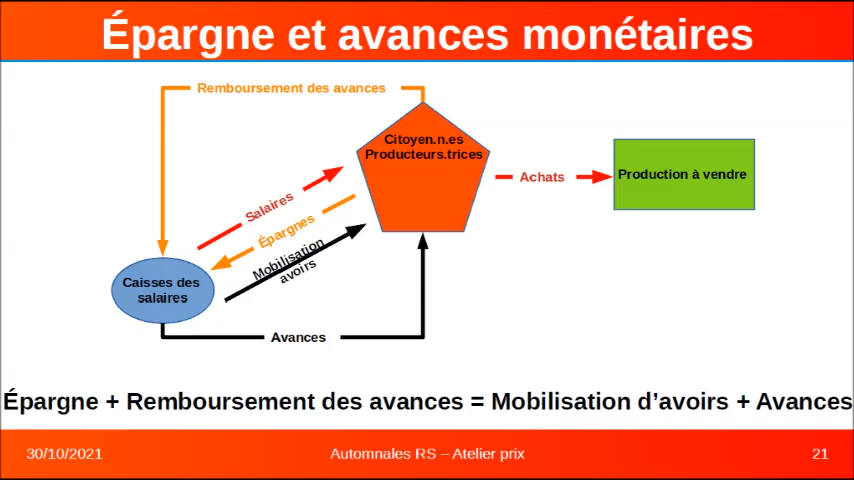 Épargne et avances monétaires
Remboursement des avances
Citoyen.n.es
Producteurs.trices
Achats
Production à vendre
Salaires
Épargnes
Mobilisation
avoirs
Caisses des
salaires
Avances
Épargne + Remboursement des avances = Mobilisation d’avoirs + Avances
30/10/2021
Automnales RS – Atelier prix
21